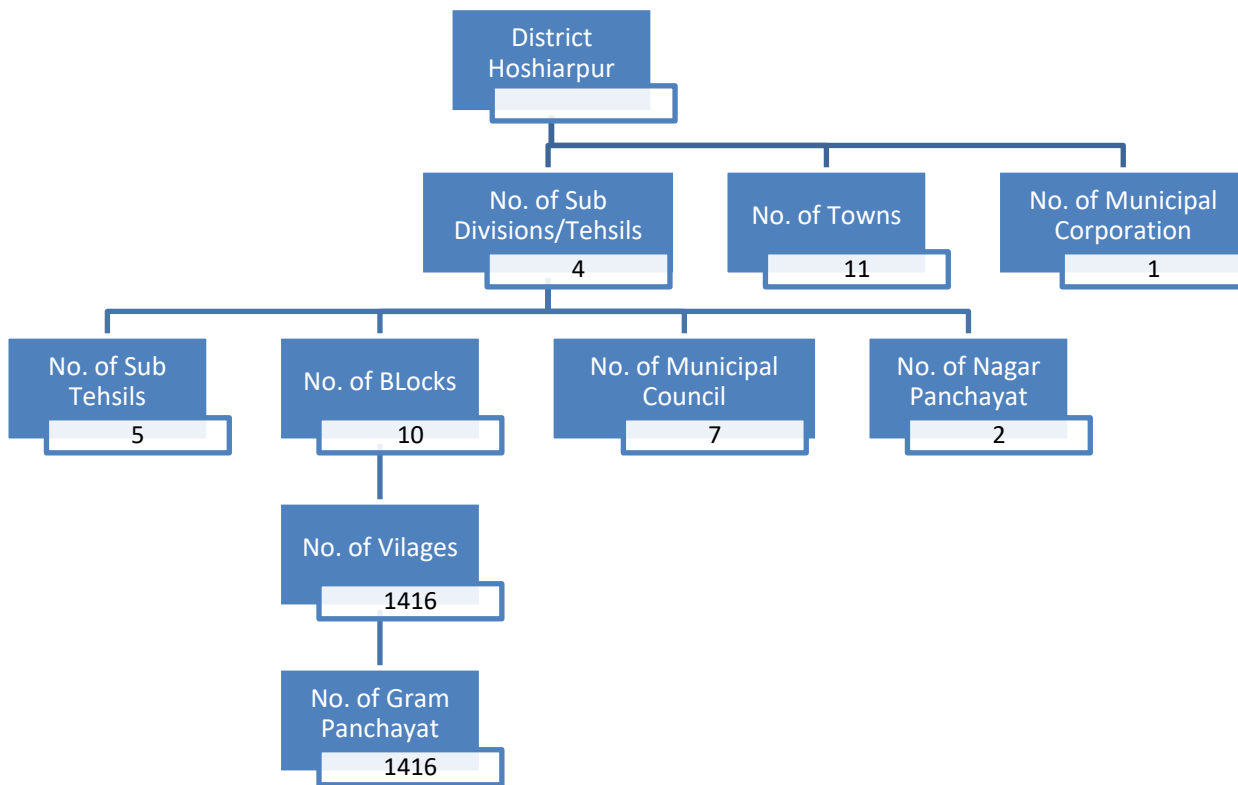 District
Hoshiarpur
No. of Sub
Divisions/Tehsils
4
No. of Towns
11
No. of Municipal
Corporation
1
No. of Sub
Tehsils
5
No. of BLocks
10
No. of Municipal
Council
7
No. of Nagar
Panchayat
2
No. of Vilages
1416
No. of Gram
Panchayat
1416